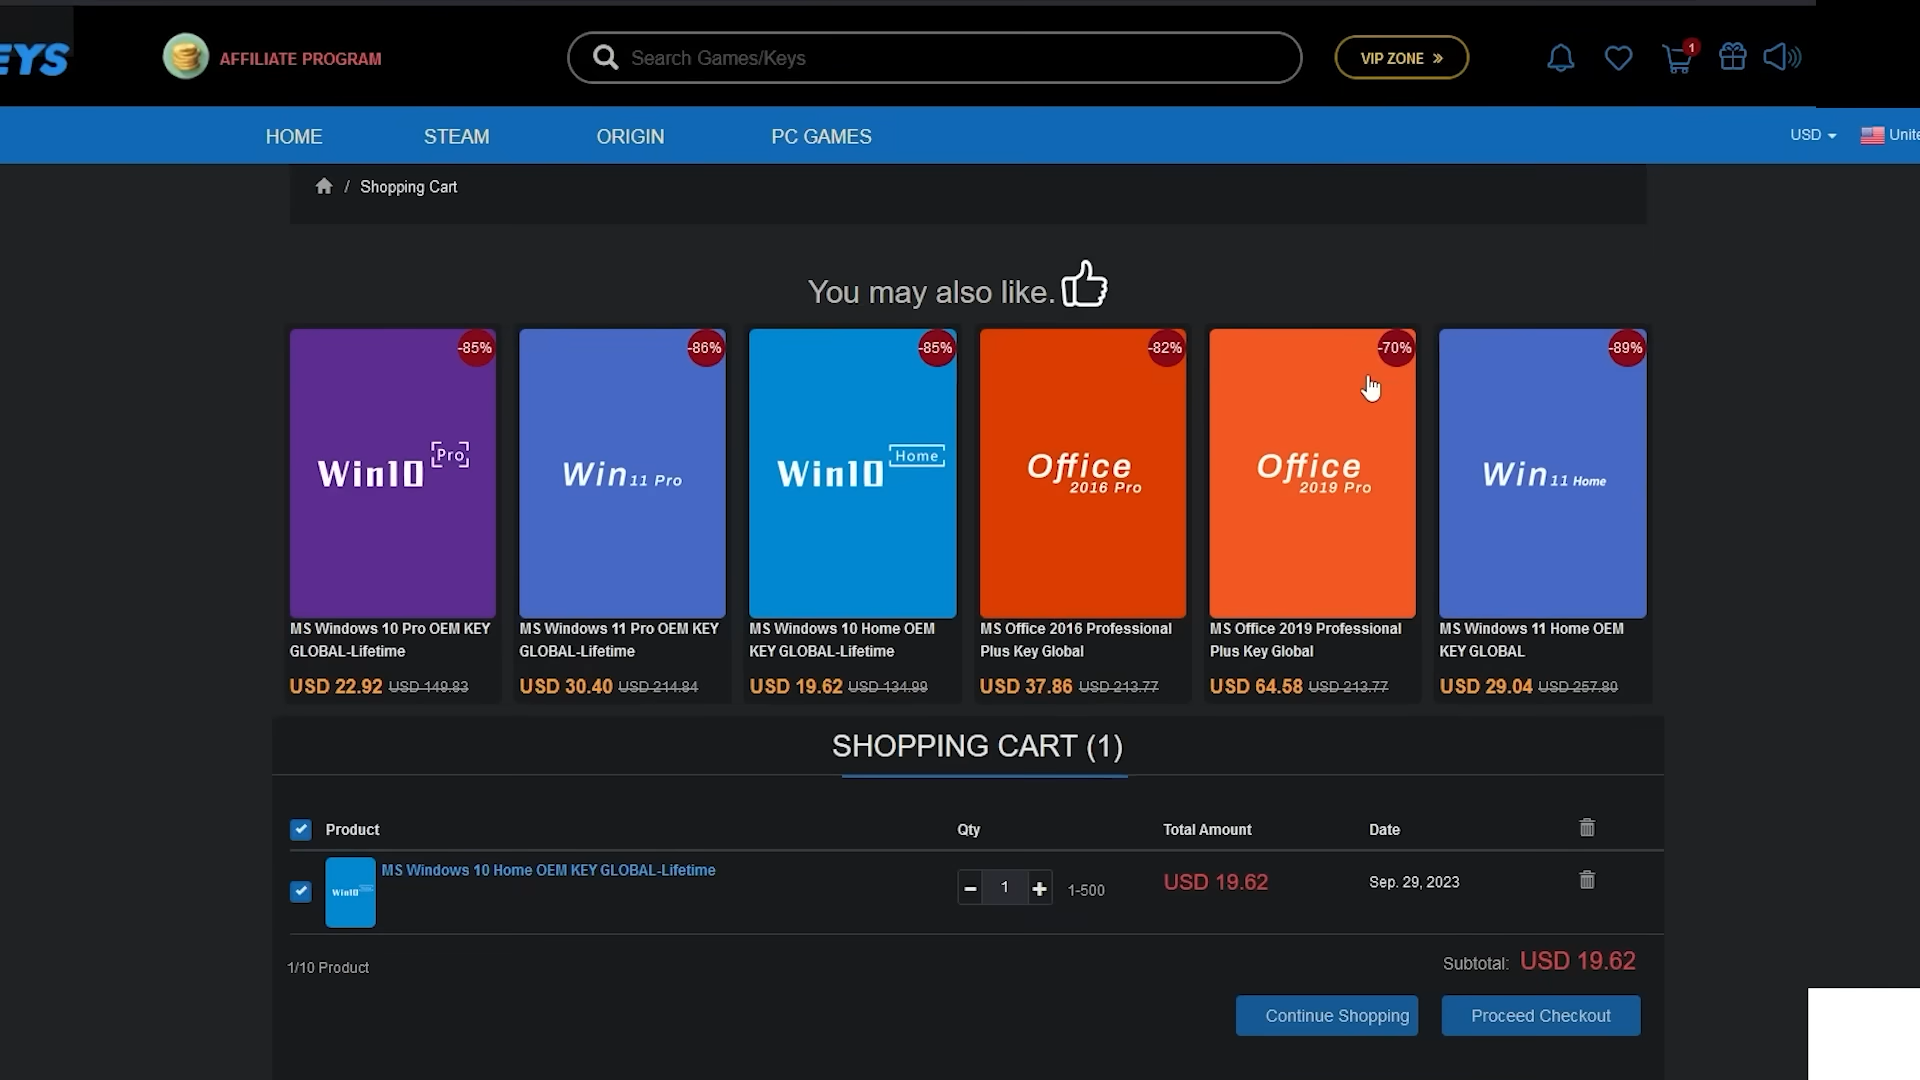 EYS
AFFILIATE PROGRAM
Search Games/Keys
VIP ZONE »
1
HOME
STEAM
ORIGIN
PC GAMES
USD
Unite
/ Shopping Cart
You may also like.
-85%
-86%
-85%
-82%
-70%
-89%
Win10 Pro
Win 11 Pro
Win10 Home
Office 2016 Pro
Office 2019 Pro
Win 11 Home
MS Windows 10 Pro OEM KEY
GLOBAL-Lifetime
USD 22.92 USD 149.83
MS Windows 11 Pro OEM KEY
GLOBAL-Lifetime
USD 30.40 USD 214.84
MS Windows 10 Home OEM
KEY GLOBAL-Lifetime
USD 19.62 USD 134.99
MS Office 2016 Professional
Plus Key Global
USD 37.86 USD 213.77
MS Office 2019 Professional
Plus Key Global
USD 64.58 USD 213.77
MS Windows 11 Home OEM
KEY GLOBAL
USD 29.04 USD 257.80
SHOPPING CART (1)
Product
Qty
Total Amount
Date
Win10
MS Windows 10 Home OEM KEY GLOBAL-Lifetime
1
1-500
USD 19.62
Sep. 29, 2023
1/10 Product
Subtotal: USD 19.62
Continue Shopping
Proceed Checkout